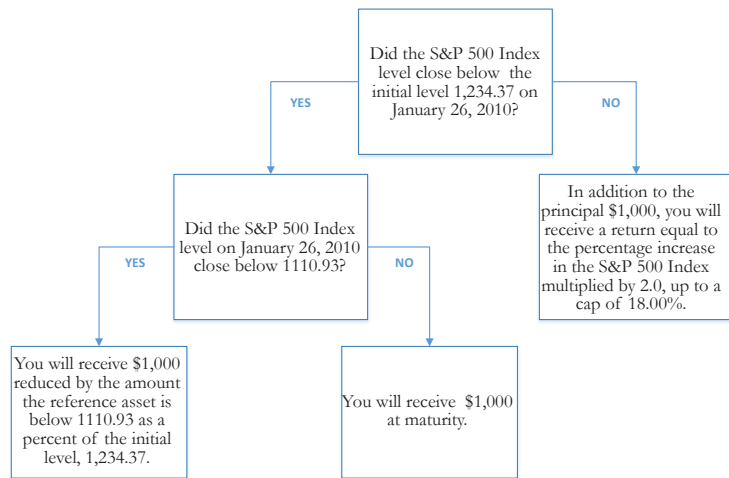 Did the S&P 500 Index
level close below the
initial level 1,234.37 on
January 26, 2010?
YES
NO
Did the S&P 500 Index
level on January 26, 2010
close below 1110.93?
In addition to the
principal $1,000, you will
receive a return equal to
the percentage increase
in the S&P 500 Index
multiplied by 2.0, up to a
cap of 18.00%.
YES
NO
You will receive $1,000
reduced by the amount
the reference asset is
below 1110.93 as a
percent of the initial
level, 1,234.37.
You will receive $1,000
at maturity.